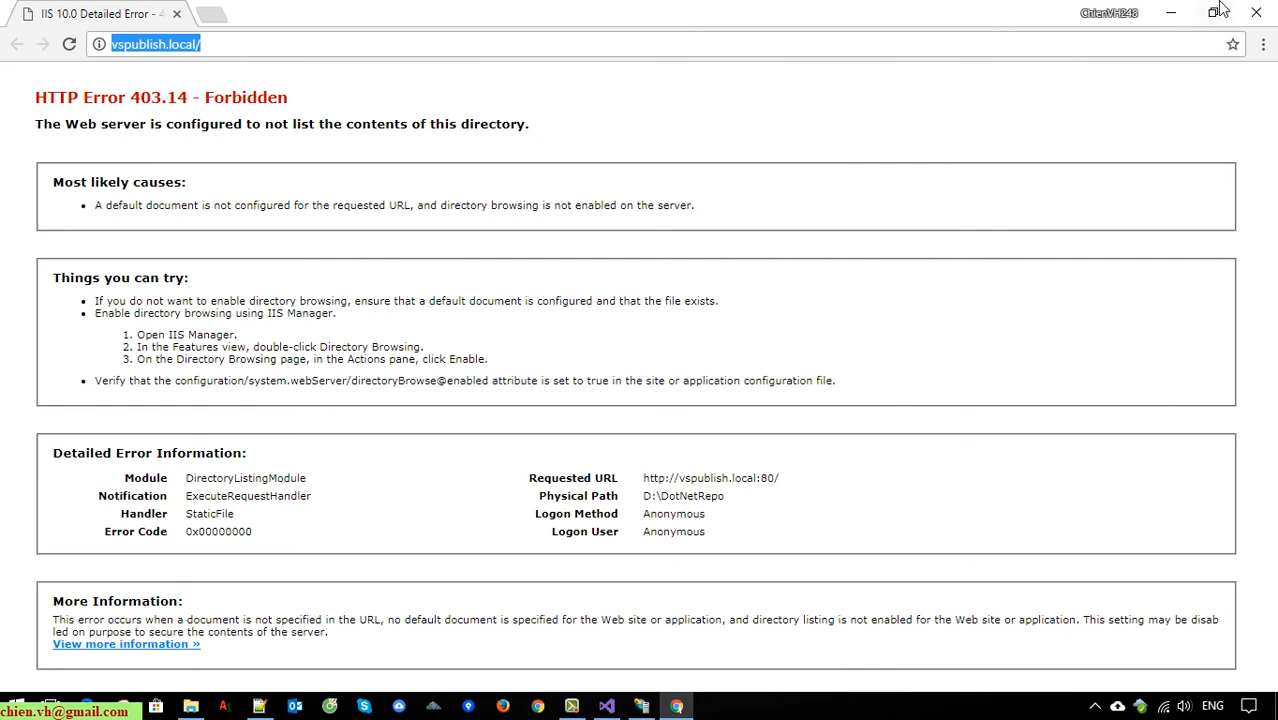 IIS 10.0 Detailed Error - 4
ChienVH248
vspublish.local/
HTTP Error 403.14 - Forbidden
The Web server is configured to not list the contents of this directory.
Most likely causes:
• A default document is not configured for the requested URL, and directory browsing is not enabled on the server.
Things you can try:
• If you do not want to enable directory browsing, ensure that a default document is configured and that the file exists.
• Enable directory browsing using IIS Manager.
1. Open IIS Manager.
2. In the Features view, double-click Directory Browsing.
3. On the Directory Browsing page, in the Actions pane, click Enable.
• Verify that the configuration/system.webServer/directoryBrowse@enabled attribute is set to true in the site or application configuration file.
Detailed Error Information:
Module DirectoryListingModule
Notification ExecuteRequestHandler
Handler StaticFile
Error Code 0x00000000
Requested URL http://vspublish.local:80/
Physical Path D:\DotNetRepo
Logon Method Anonymous
Logon User Anonymous
More Information:
This error occurs when a document is not specified in the URL, no default document is specified for the Web site or application, and directory listing is not enabled for the Web site or application. This setting may be disab
led on purpose to secure the contents of the server.
View more information »
chien.vh@gmail.com
ENG